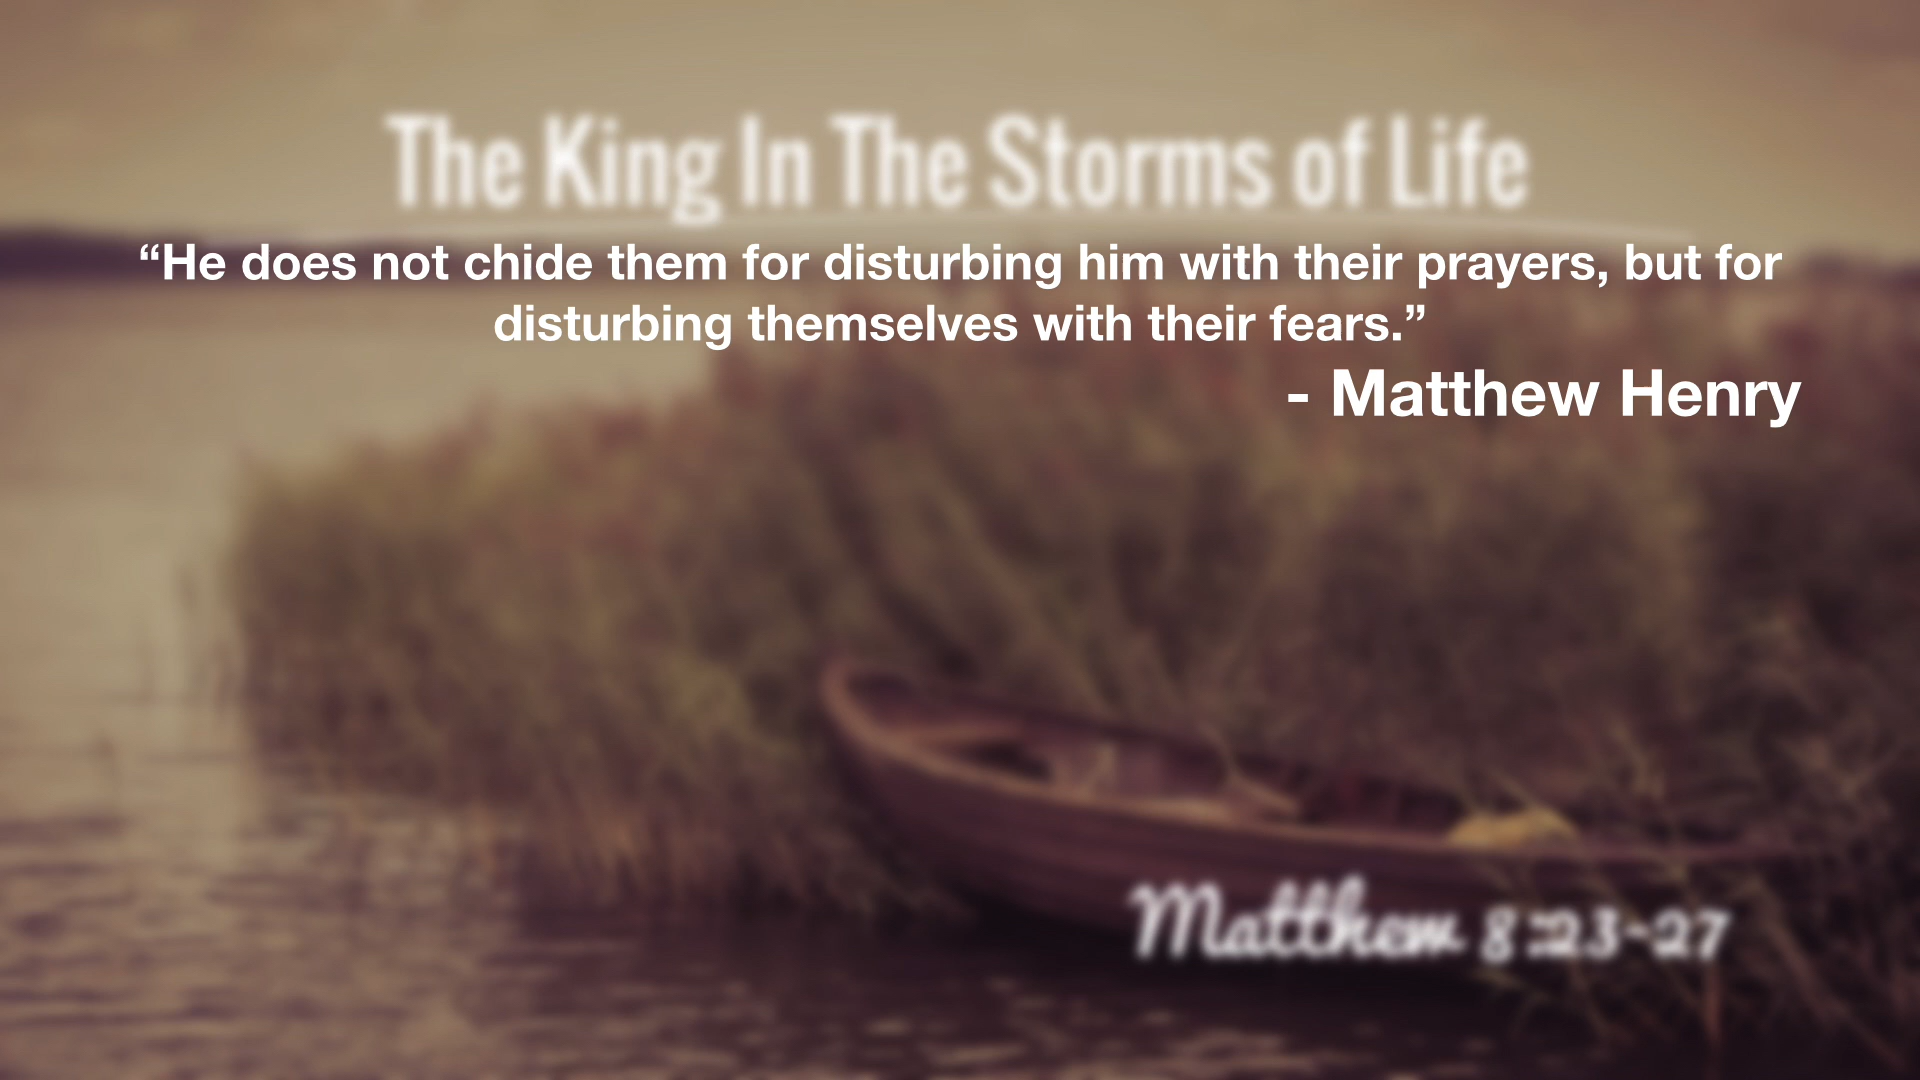 The King In The Storms of Life
“He does not chide them for disturbing him with their prayers, but for
disturbing themselves with their fears.”
- Matthew Henry
Matthew 8:23-27